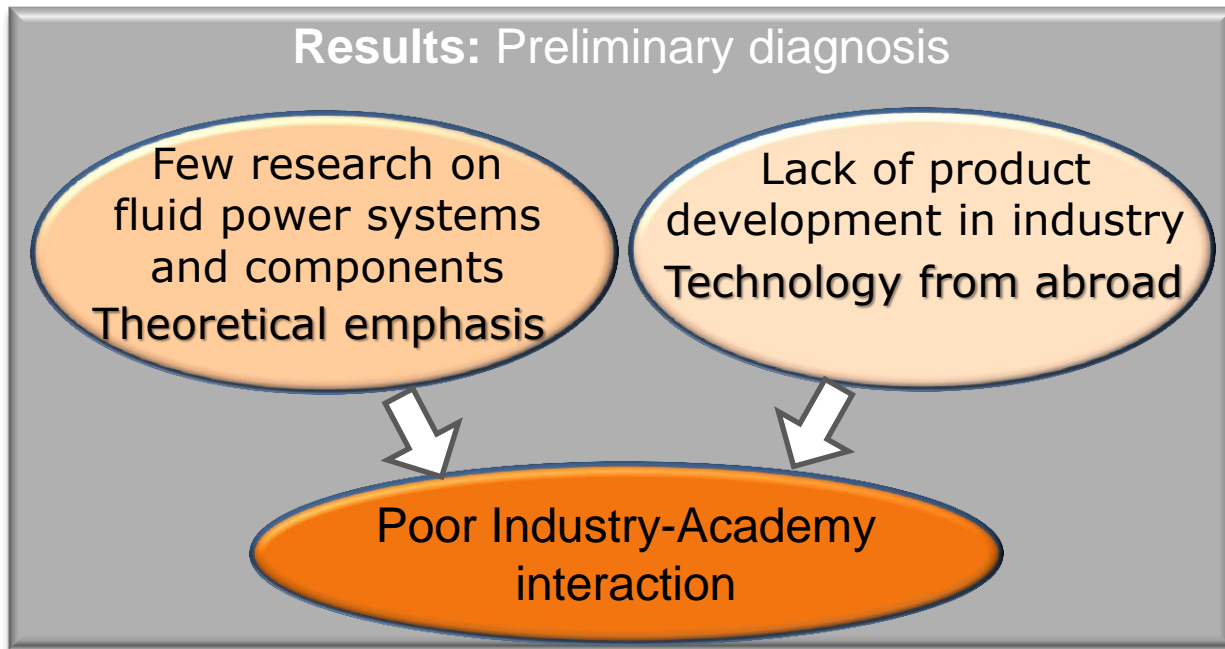 Results: Preliminary diagnosis
Few research on
fluid power systems
and components
Theoretical emphasis
Lack of product
development in industry
Technology from abroad
Poor Industry-Academy
interaction